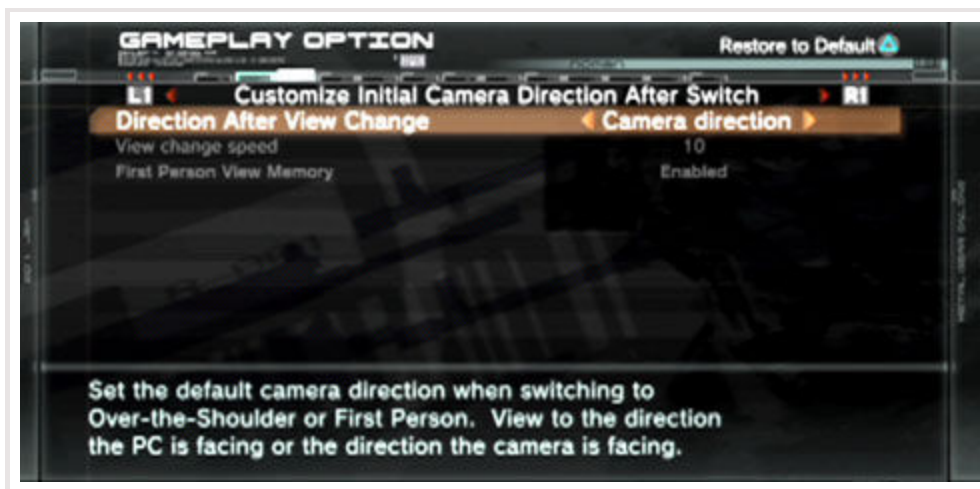 GAMEPLAY OPTION
Restore to Default
L1 Customize Initial Camera Direction After Switch R1
Direction After View Change Camera direction
View change speed 10
First Person View Memory Enabled
Set the default camera direction when switching to
Over-the-Shoulder or First Person. View to the direction
the PC is facing or the direction the camera is facing.